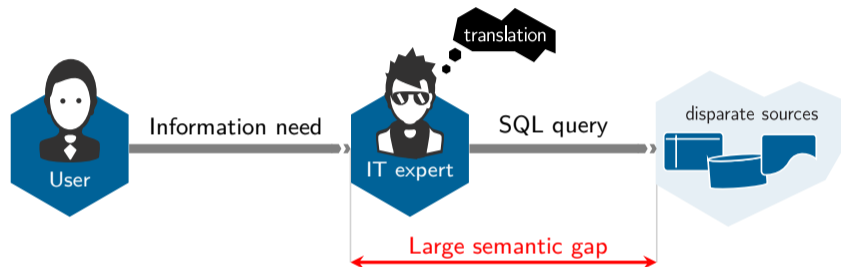 translation
Information need
SQL query
disparate sources
User
IT expert
Large semantic gap